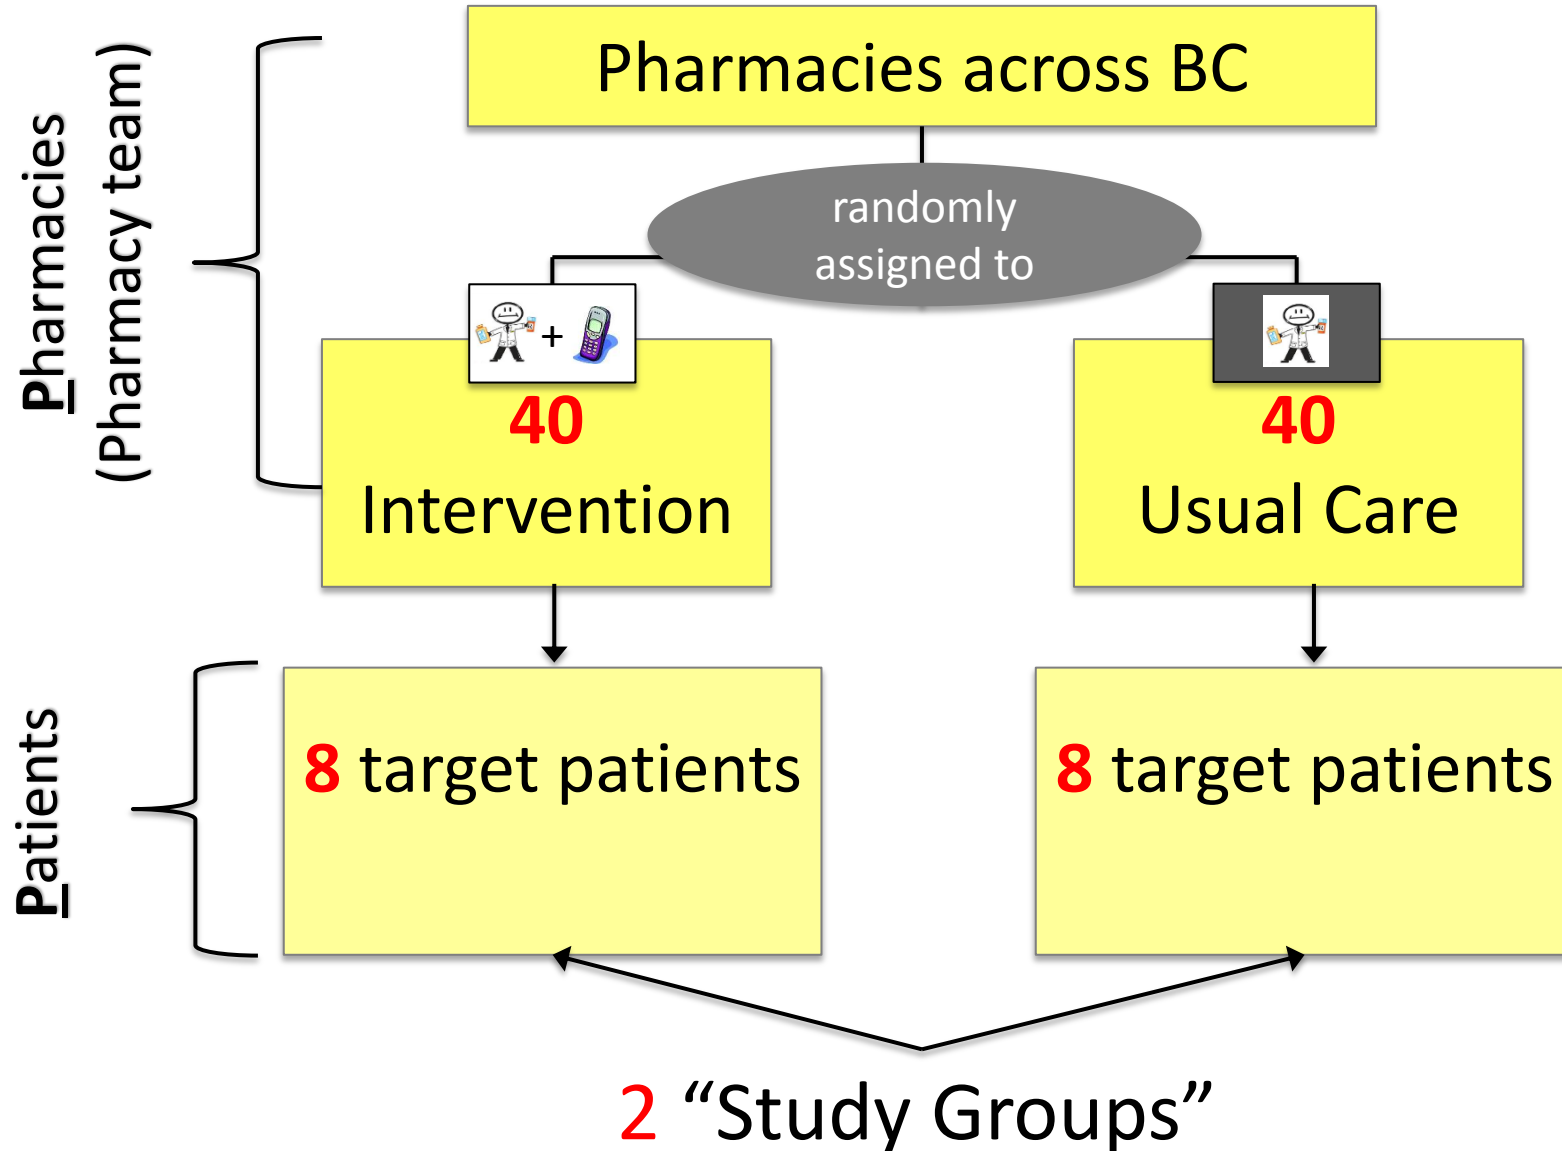 Pharmacies across BC
Pharmacies
(Pharmacy team)
randomly
assigned to
+
40
Intervention
40
Usual Care
Patients
8 target patients
8 target patients
2 “Study Groups”